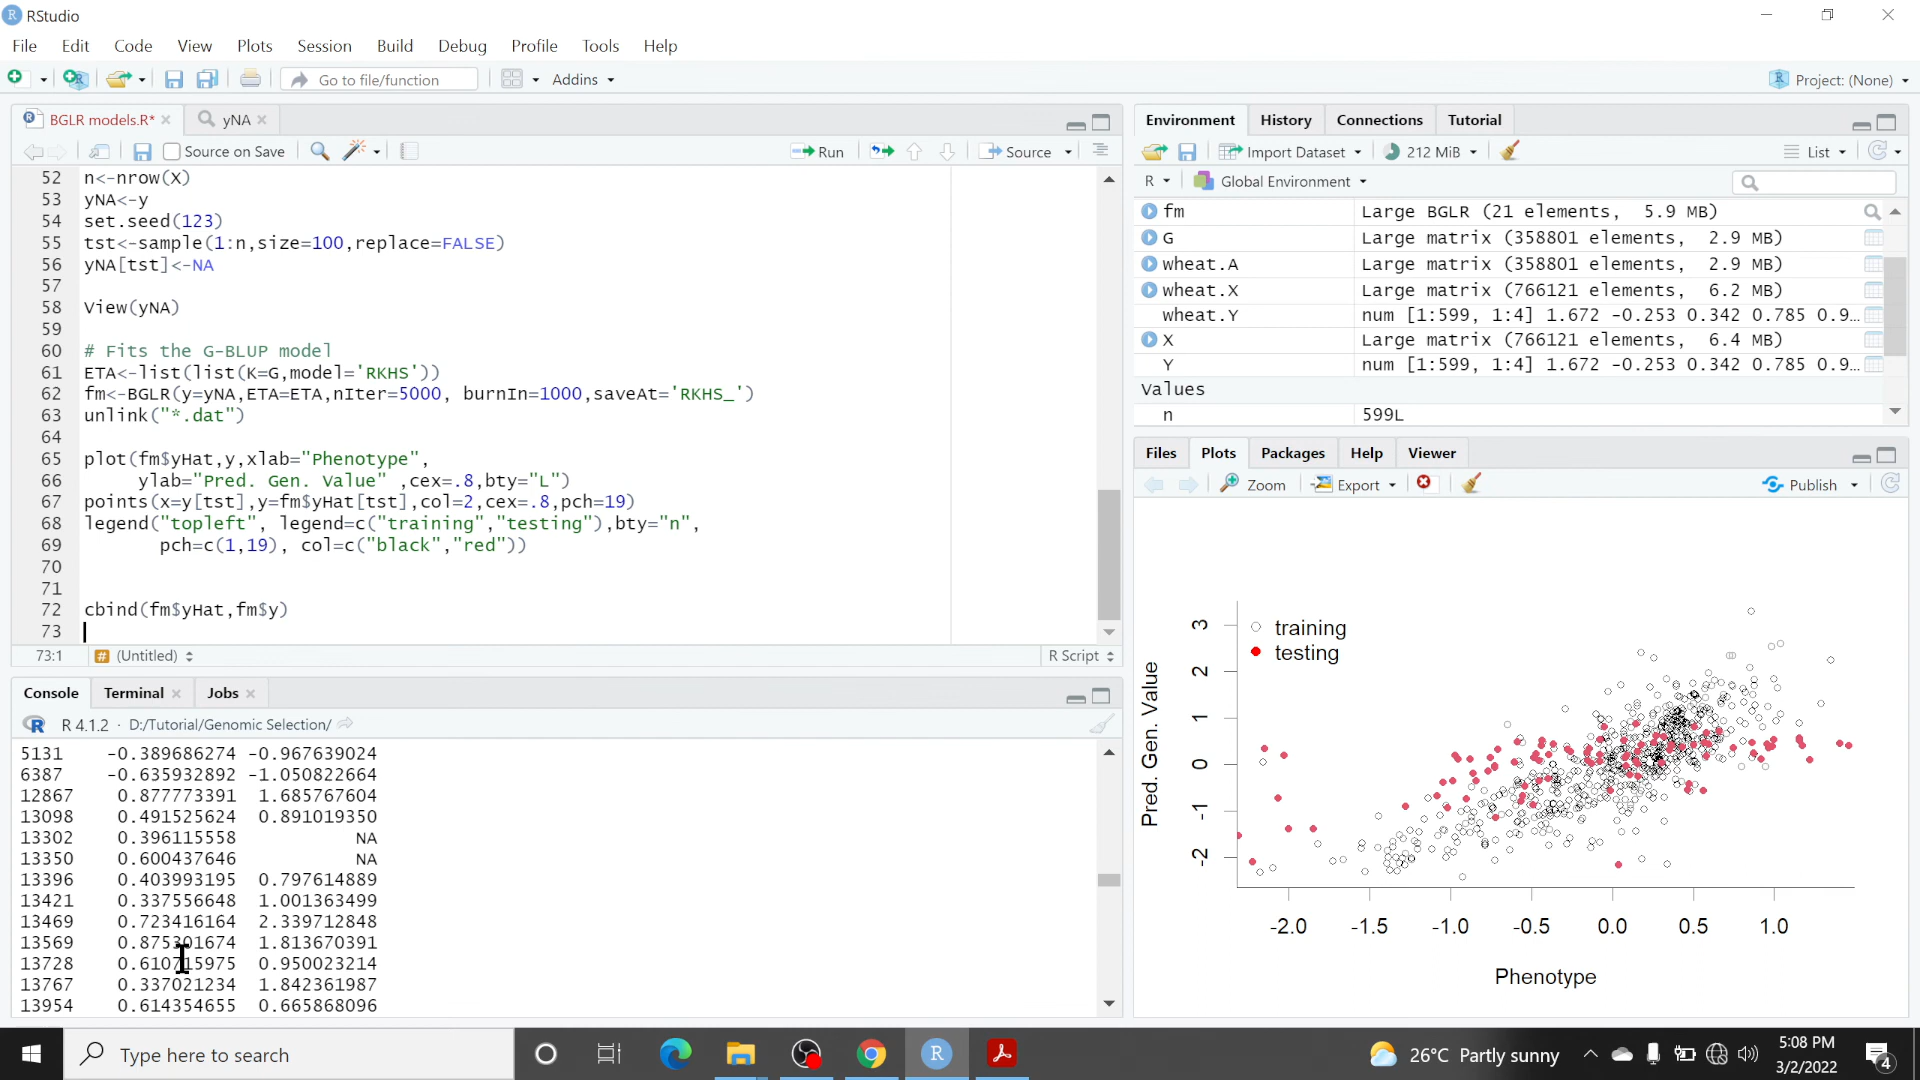 RStudio
File Edit Code View Plots Session Build Debug Profile Tools Help
Go to file/function Addins Project: (None)
BGLR models.R* yNA
Source on Save Run Source
52 n<-nrow(X)
53 yNA<-y
54 set.seed(123)
55 tst<-sample(1:n,size=100,replace=FALSE)
56 yNA[tst]<-NA
57
58 View(yNA)
59
60 # Fits the G-BLUP model
61 ETA<-list(list(K=G,model='RKHS'))
62 fm<-BGLR(y=yNA,ETA=ETA,nIter=5000, burnIn=1000,saveAt='RKHS_')
63 unlink("*.dat")
64
65 plot(fm$yHat,y,xlab="Phenotype",
66 ylab="Pred. Gen. Value" ,cex=.8,bty="L")
67 points(x=y[tst],y=fm$yHat[tst],col=2,cex=.8,pch=19)
68 legend("topleft", legend=c("training","testing"),bty="n",
69 pch=c(1,19), col=c("black","red"))
70
71
72 cbind(fm$yHat,fm$y)
73
73:1 # (Untitled) R Script
Console Terminal Jobs
R 4.1.2 · D:/Tutorial/Genomic Selection/
5131 -0.389686274 -0.967639024
6387 -0.635932892 -1.050822664
12867 0.877773391 1.685767604
13098 0.491525624 0.891019350
13302 0.396115558 NA
13350 0.600437646 NA
13396 0.403993195 0.797614889
13421 0.337556648 1.001363499
13469 0.723416164 2.339712848
13569 0.875301674 1.813670391
13728 0.610715975 0.950023214
13767 0.337021234 1.842361987
13954 0.614354655 0.665868096
Environment History Connections Tutorial
Import Dataset 212 MiB List
R Global Environment
fm Large BGLR (21 elements, 5.9 MB)
G Large matrix (358801 elements, 2.9 MB)
wheat.A Large matrix (358801 elements, 2.9 MB)
wheat.X Large matrix (766121 elements, 6.2 MB)
wheat.Y num [1:599, 1:4] 1.672 -0.253 0.342 0.785 0.9…
X Large matrix (766121 elements, 6.4 MB)
Y num [1:599, 1:4] 1.672 -0.253 0.342 0.785 0.9…
Values
n 599L
Files Plots Packages Help Viewer
Zoom Export Publish
training
testing
Pred. Gen. Value
3
2
1
0
-1
-2
-2.0 -1.5 -1.0 -0.5 0.0 0.5 1.0
Phenotype
Type here to search
26°C Partly sunny
5:08 PM
3/2/2022
4